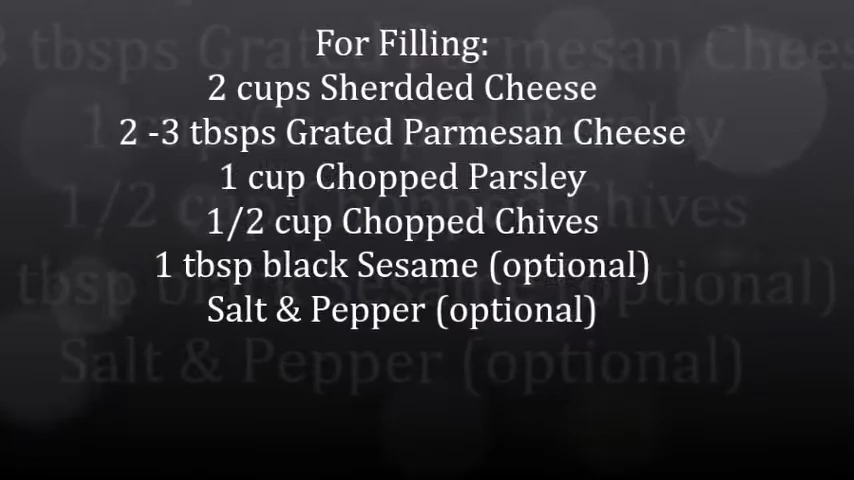 For Filling:
2 cups Sherdded Cheese
2 -3 tbsps Grated Parmesan Cheese
1 cup Chopped Parsley
1/2 cup Chopped Chives
1 tbsp black Sesame (optional)
Salt & Pepper (optional)